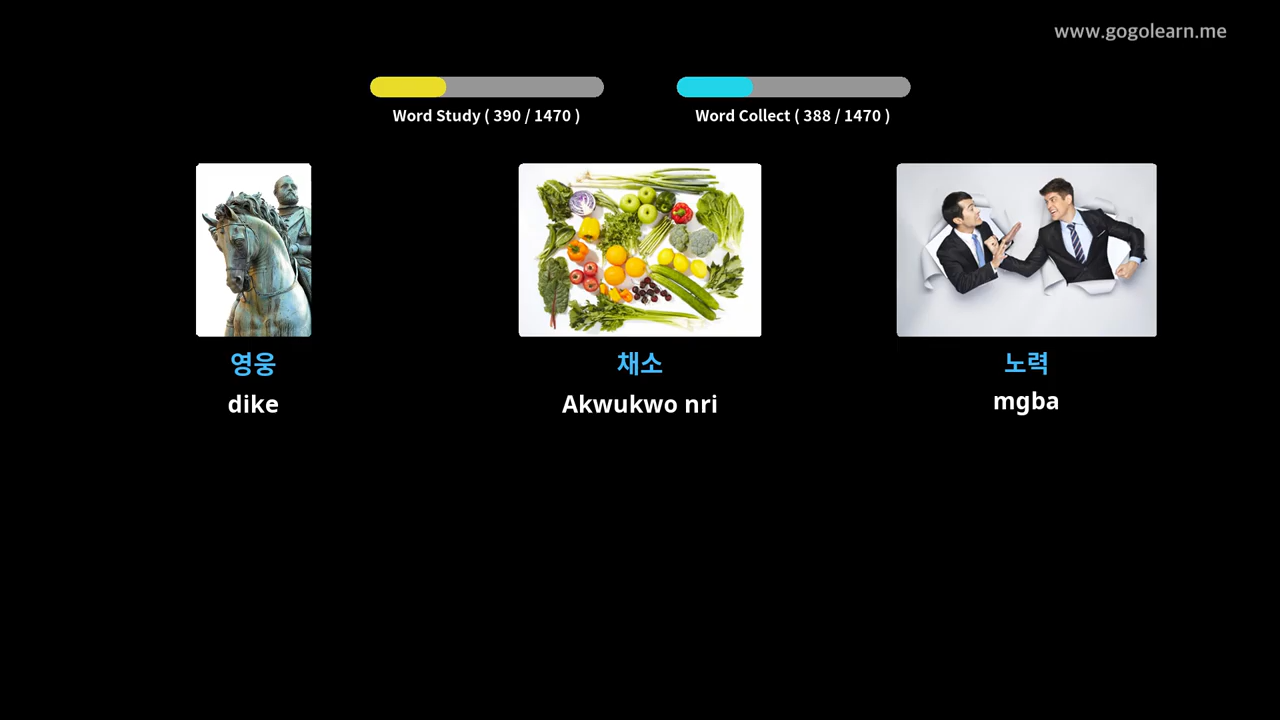 www.gogolearn.me
Word Study ( 390 / 1470 )
Word Collect ( 388 / 1470 )
영웅
dike
채소
Akwukwo nri
노력
mgba